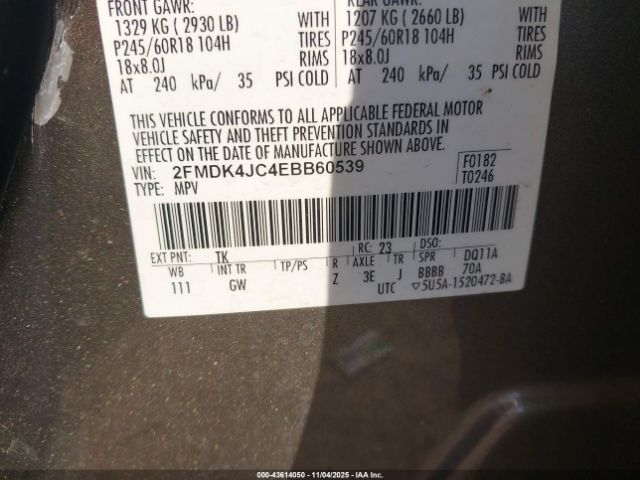 FRONT GAWR: REAR GAWR:
1329 KG (2930 LB) WITH 1207 KG (2660 LB) WITH
P245/60R18 104H TIRES P245/60R18 104H TIRES
18x8.0J RIMS 18x8.0J RIMS
AT 240 kPa/ 35 PSI COLD AT 240 kPa/ 35 PSI COLD
THIS VEHICLE CONFORMS TO ALL APPLICABLE FEDERAL MOTOR
VEHICLE SAFETY AND THEFT PREVENTION STANDARDS IN
EFFECT ON THE DATE OF MANUFACTURE SHOWN ABOVE.
VIN: 2FMDK4JC4EBB60539 F0182
TYPE: MPV T0246
EXT PNT: TK RC: 23 DSO:
WB INT TR TP/PS R AXLE TR SPR DQ11A
111 GW Z 3E J BBBB 70A
UTC ▽5U5A-1520472-BA
00-43614050 - 11/04/2025 - IAAI.COM